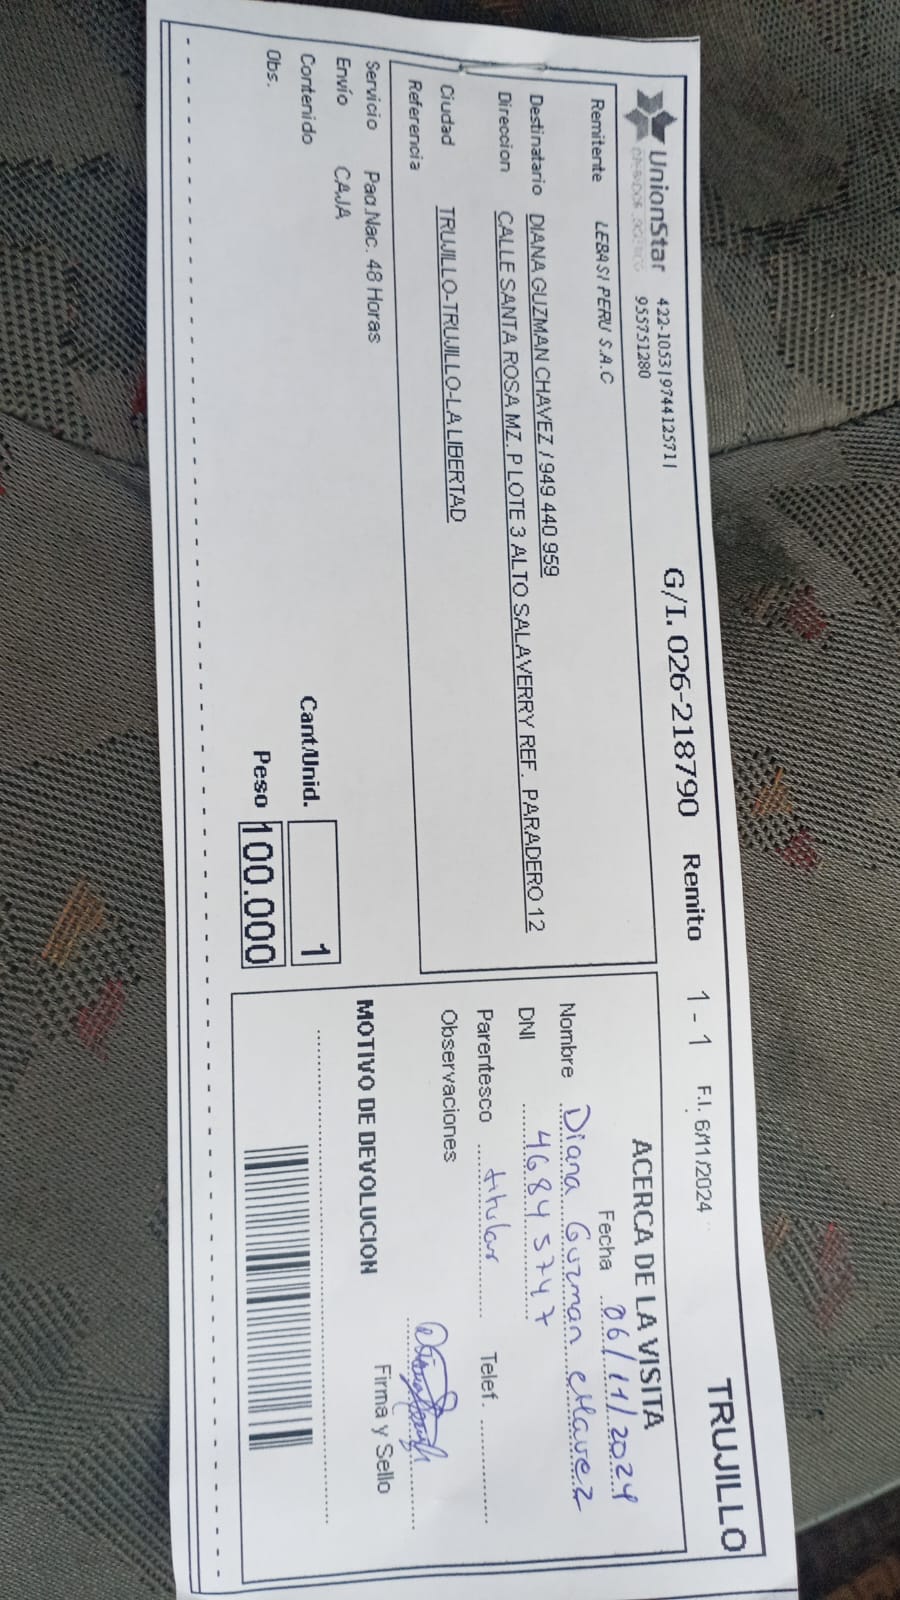 UnionStar
422-1053 | 974412571 |
955751280
G/I. 026-218790 Remito 1 - 1 F.I. 6/11/2024
TRUJILLO
Remitente LEBASI PERU S.A.C
Destinatario DIANA GUZMAN CHAVEZ / 949 440 959
Direccion CALLE SANTA ROSA MZ. P LOTE 3 ALTO SALAVERRY REF. PARADERO 12
Ciudad TRUJILLO-TRUJILLO-LA LIBERTAD
Referencia
Servicio Paq.Nac. 48 Horas
Envío CAJA
Contenido
Obs.
Cant/Unid. 1
Peso 100.000
ACERCA DE LA VISITA
Fecha 06/11/2024
Nombre Diana Guzman Chavez
DNI 46845747
Parentesco titular Telef.
Observaciones
Firma y Sello
MOTIVO DE DEVOLUCION